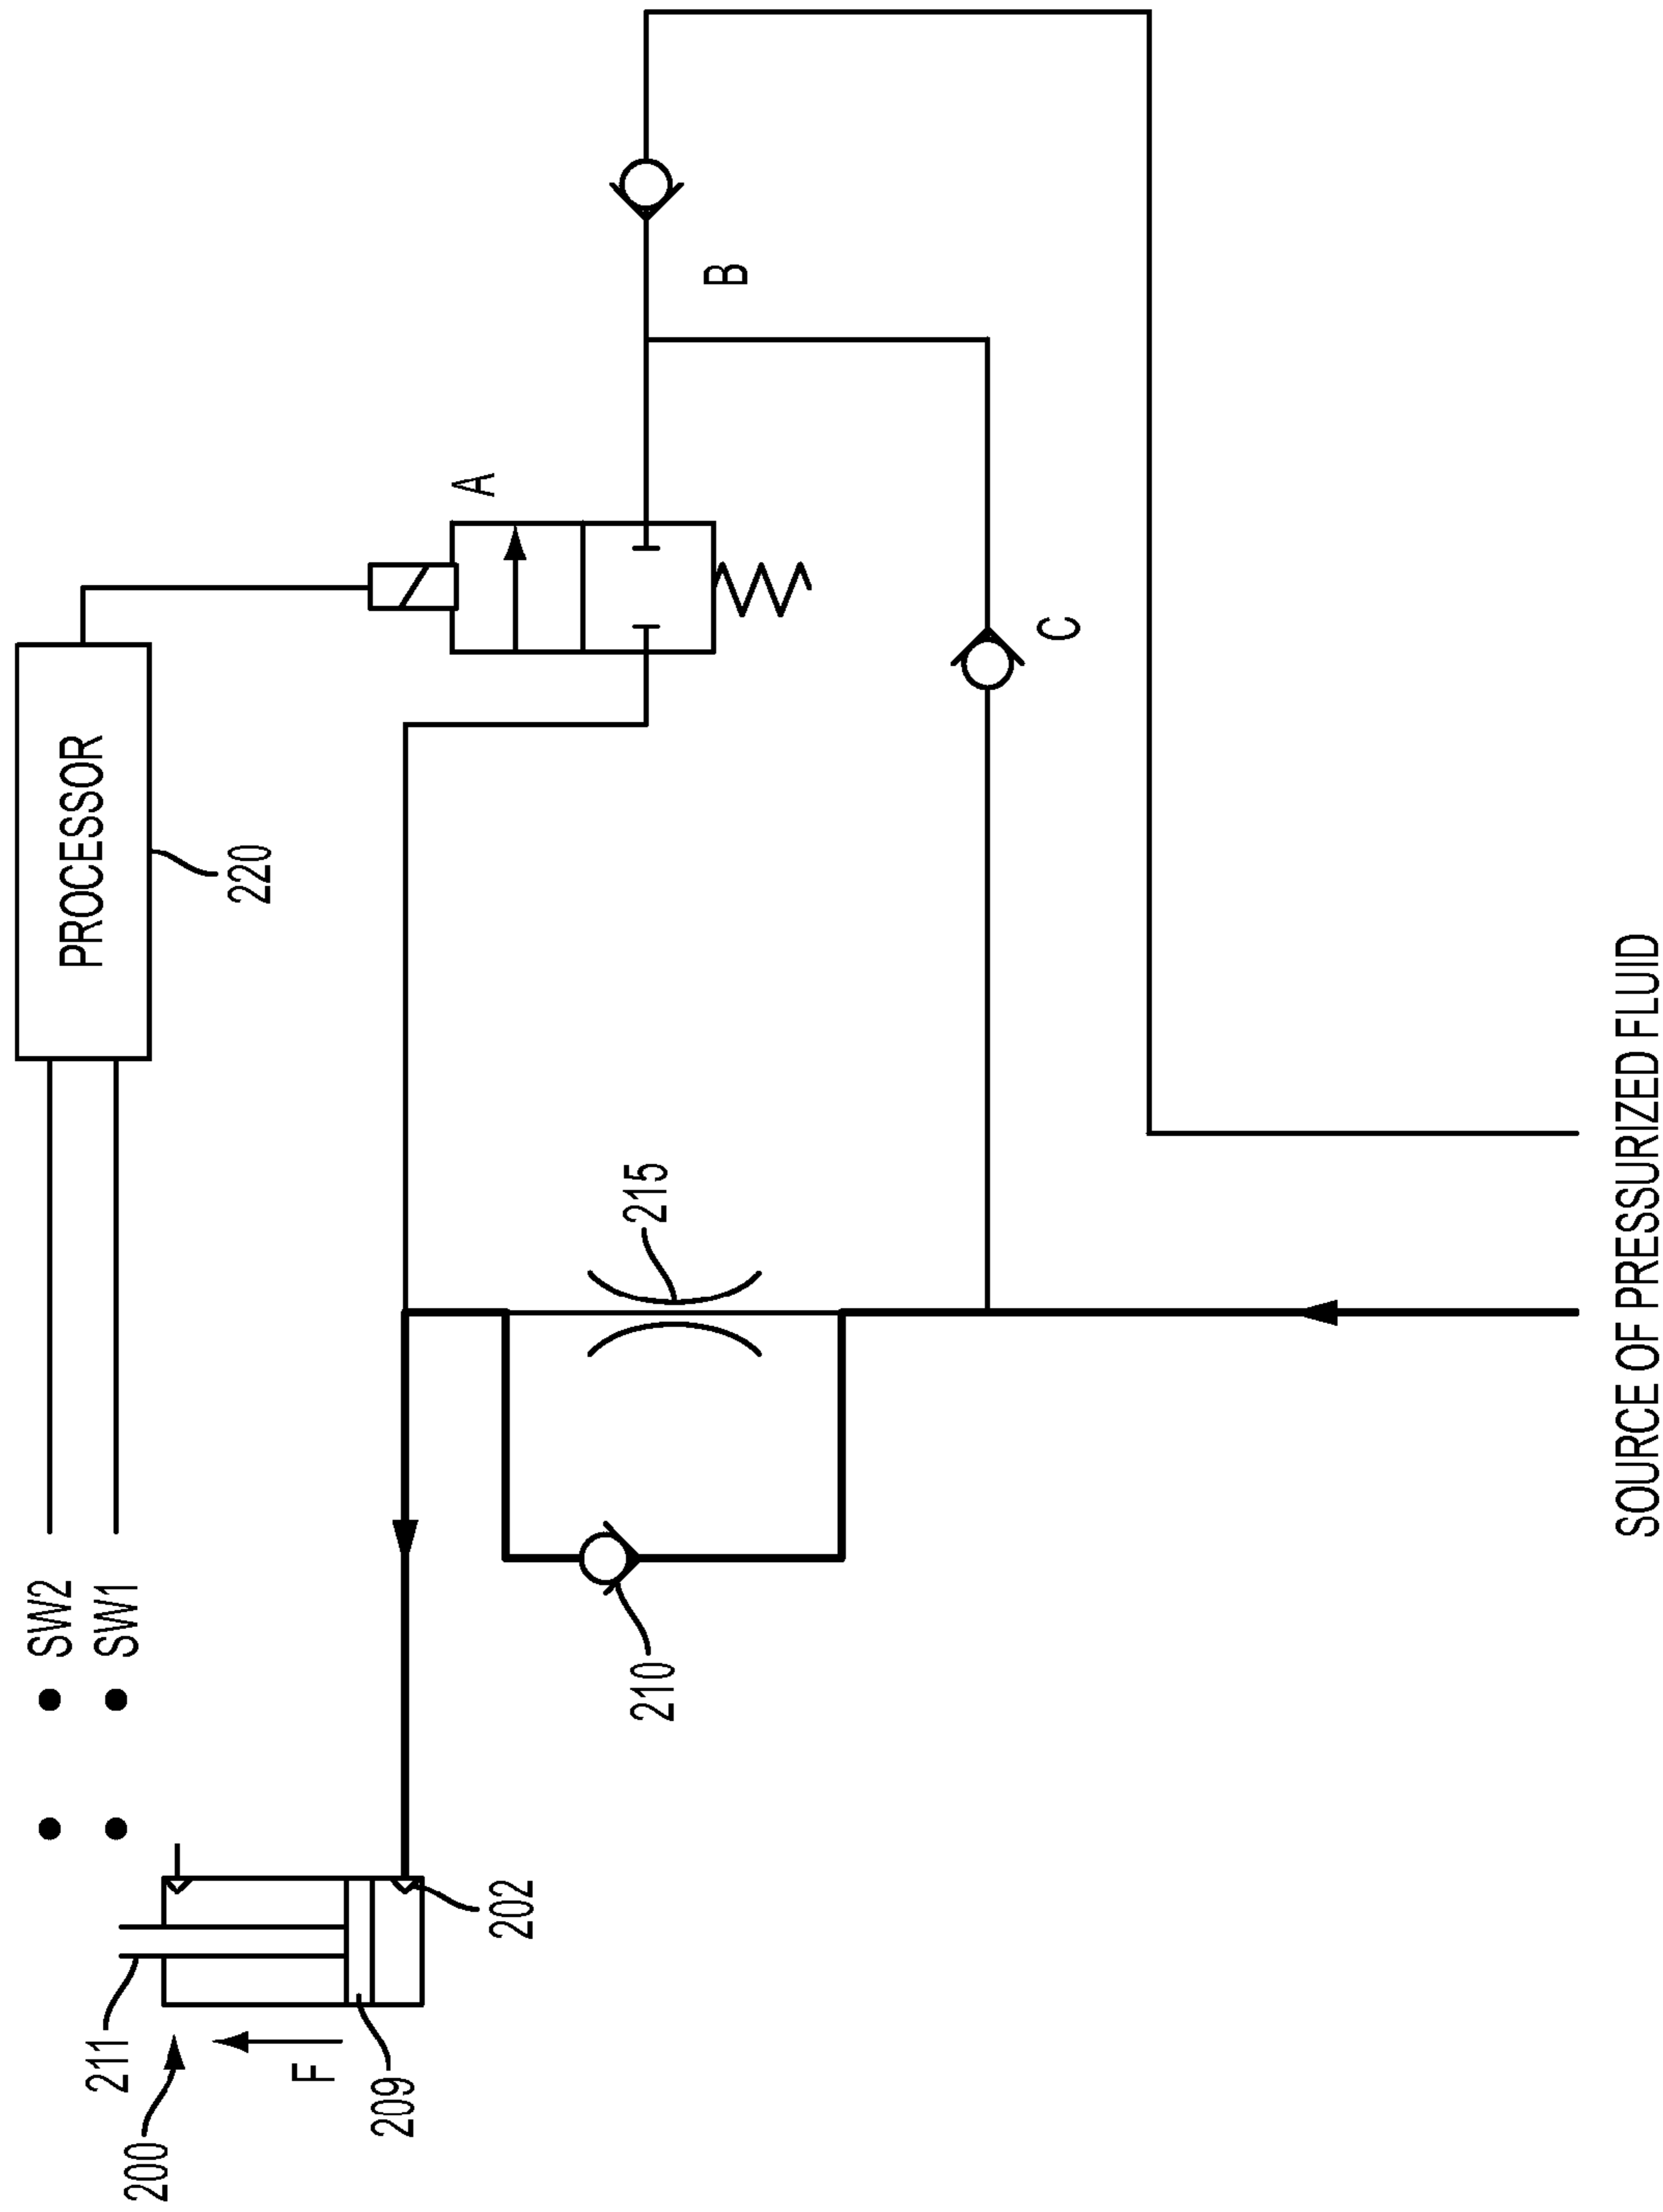 200
211
F
209
202
SW2
SW1
210
215
PROCESSOR
220
A
B
C
SOURCE OF PRESSURIZED FLUID